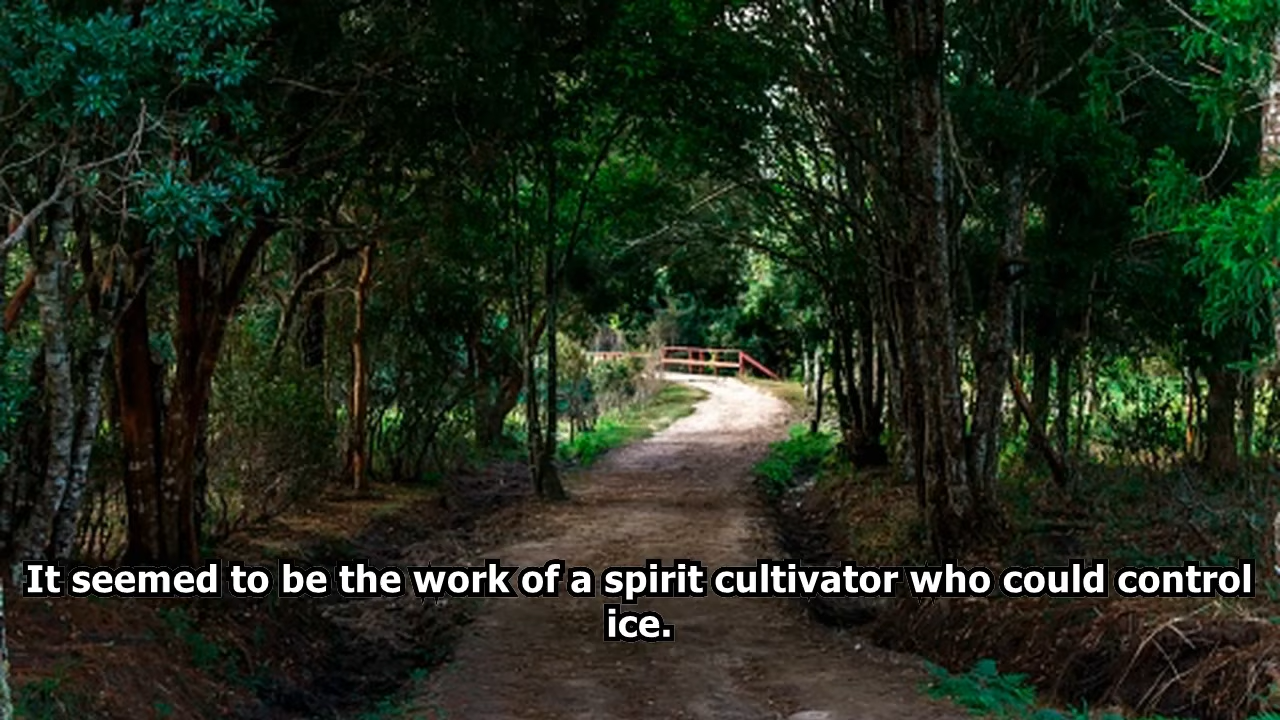 It seemed to be the work of a spirit cultivator who could control
ice.